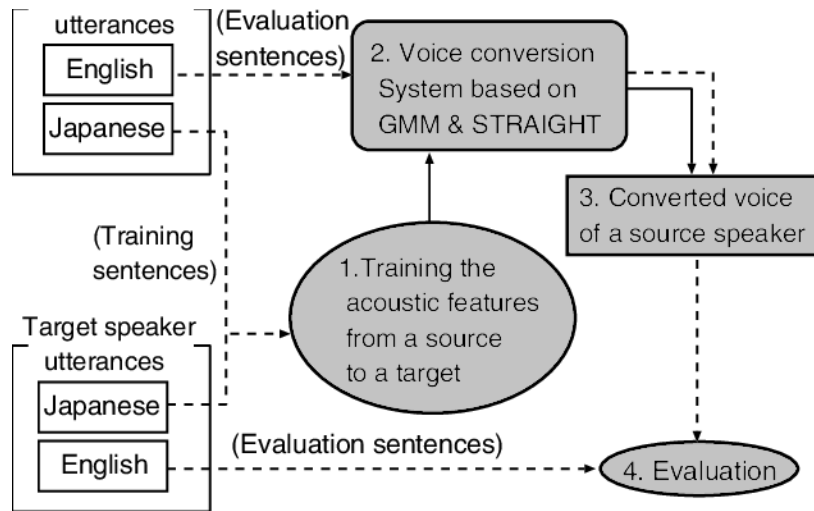 utterances
English
Japanese
(Evaluation
sentences)
2. Voice conversion
System based on
GMM & STRAIGHT
3. Converted voice
of a source speaker
(Training
sentences)
1.Training the
acoustic features
from a source
to a target
Target speaker
utterances
Japanese
English
(Evaluation sentences)
4. Evaluation